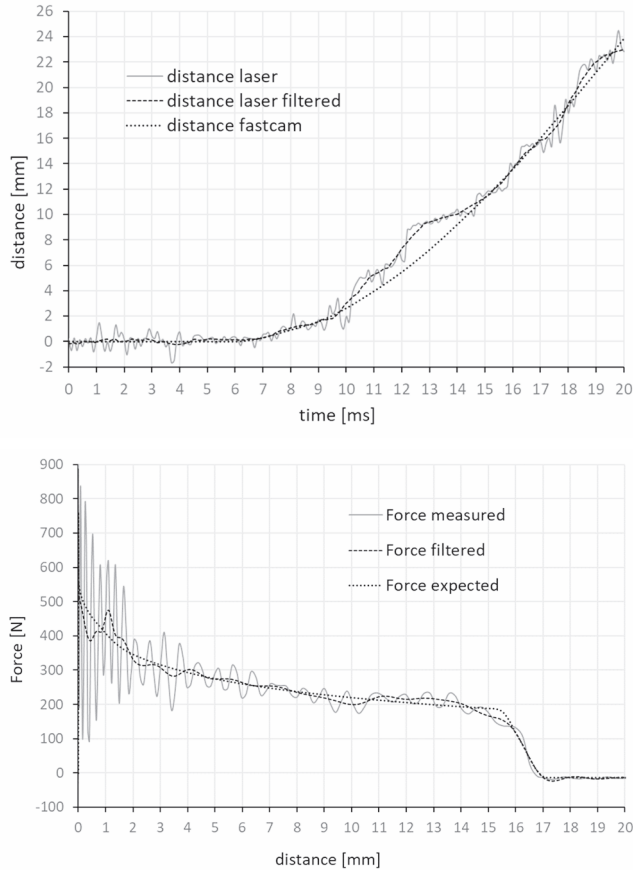 26
24
22
20
18
16
14
12
10
8
6
4
2
0
-2
distance [mm]
distance laser
distance laser filtered
distance fastcam
0 1 2 3 4 5 6 7 8 9 10 11 12 13 14 15 16 17 18 19 20
time [ms]
900
800
700
600
500
400
300
200
100
0
-100
Force [N]
Force measured
Force filtered
Force expected
0 1 2 3 4 5 6 7 8 9 10 11 12 13 14 15 16 17 18 19 20
distance [mm]